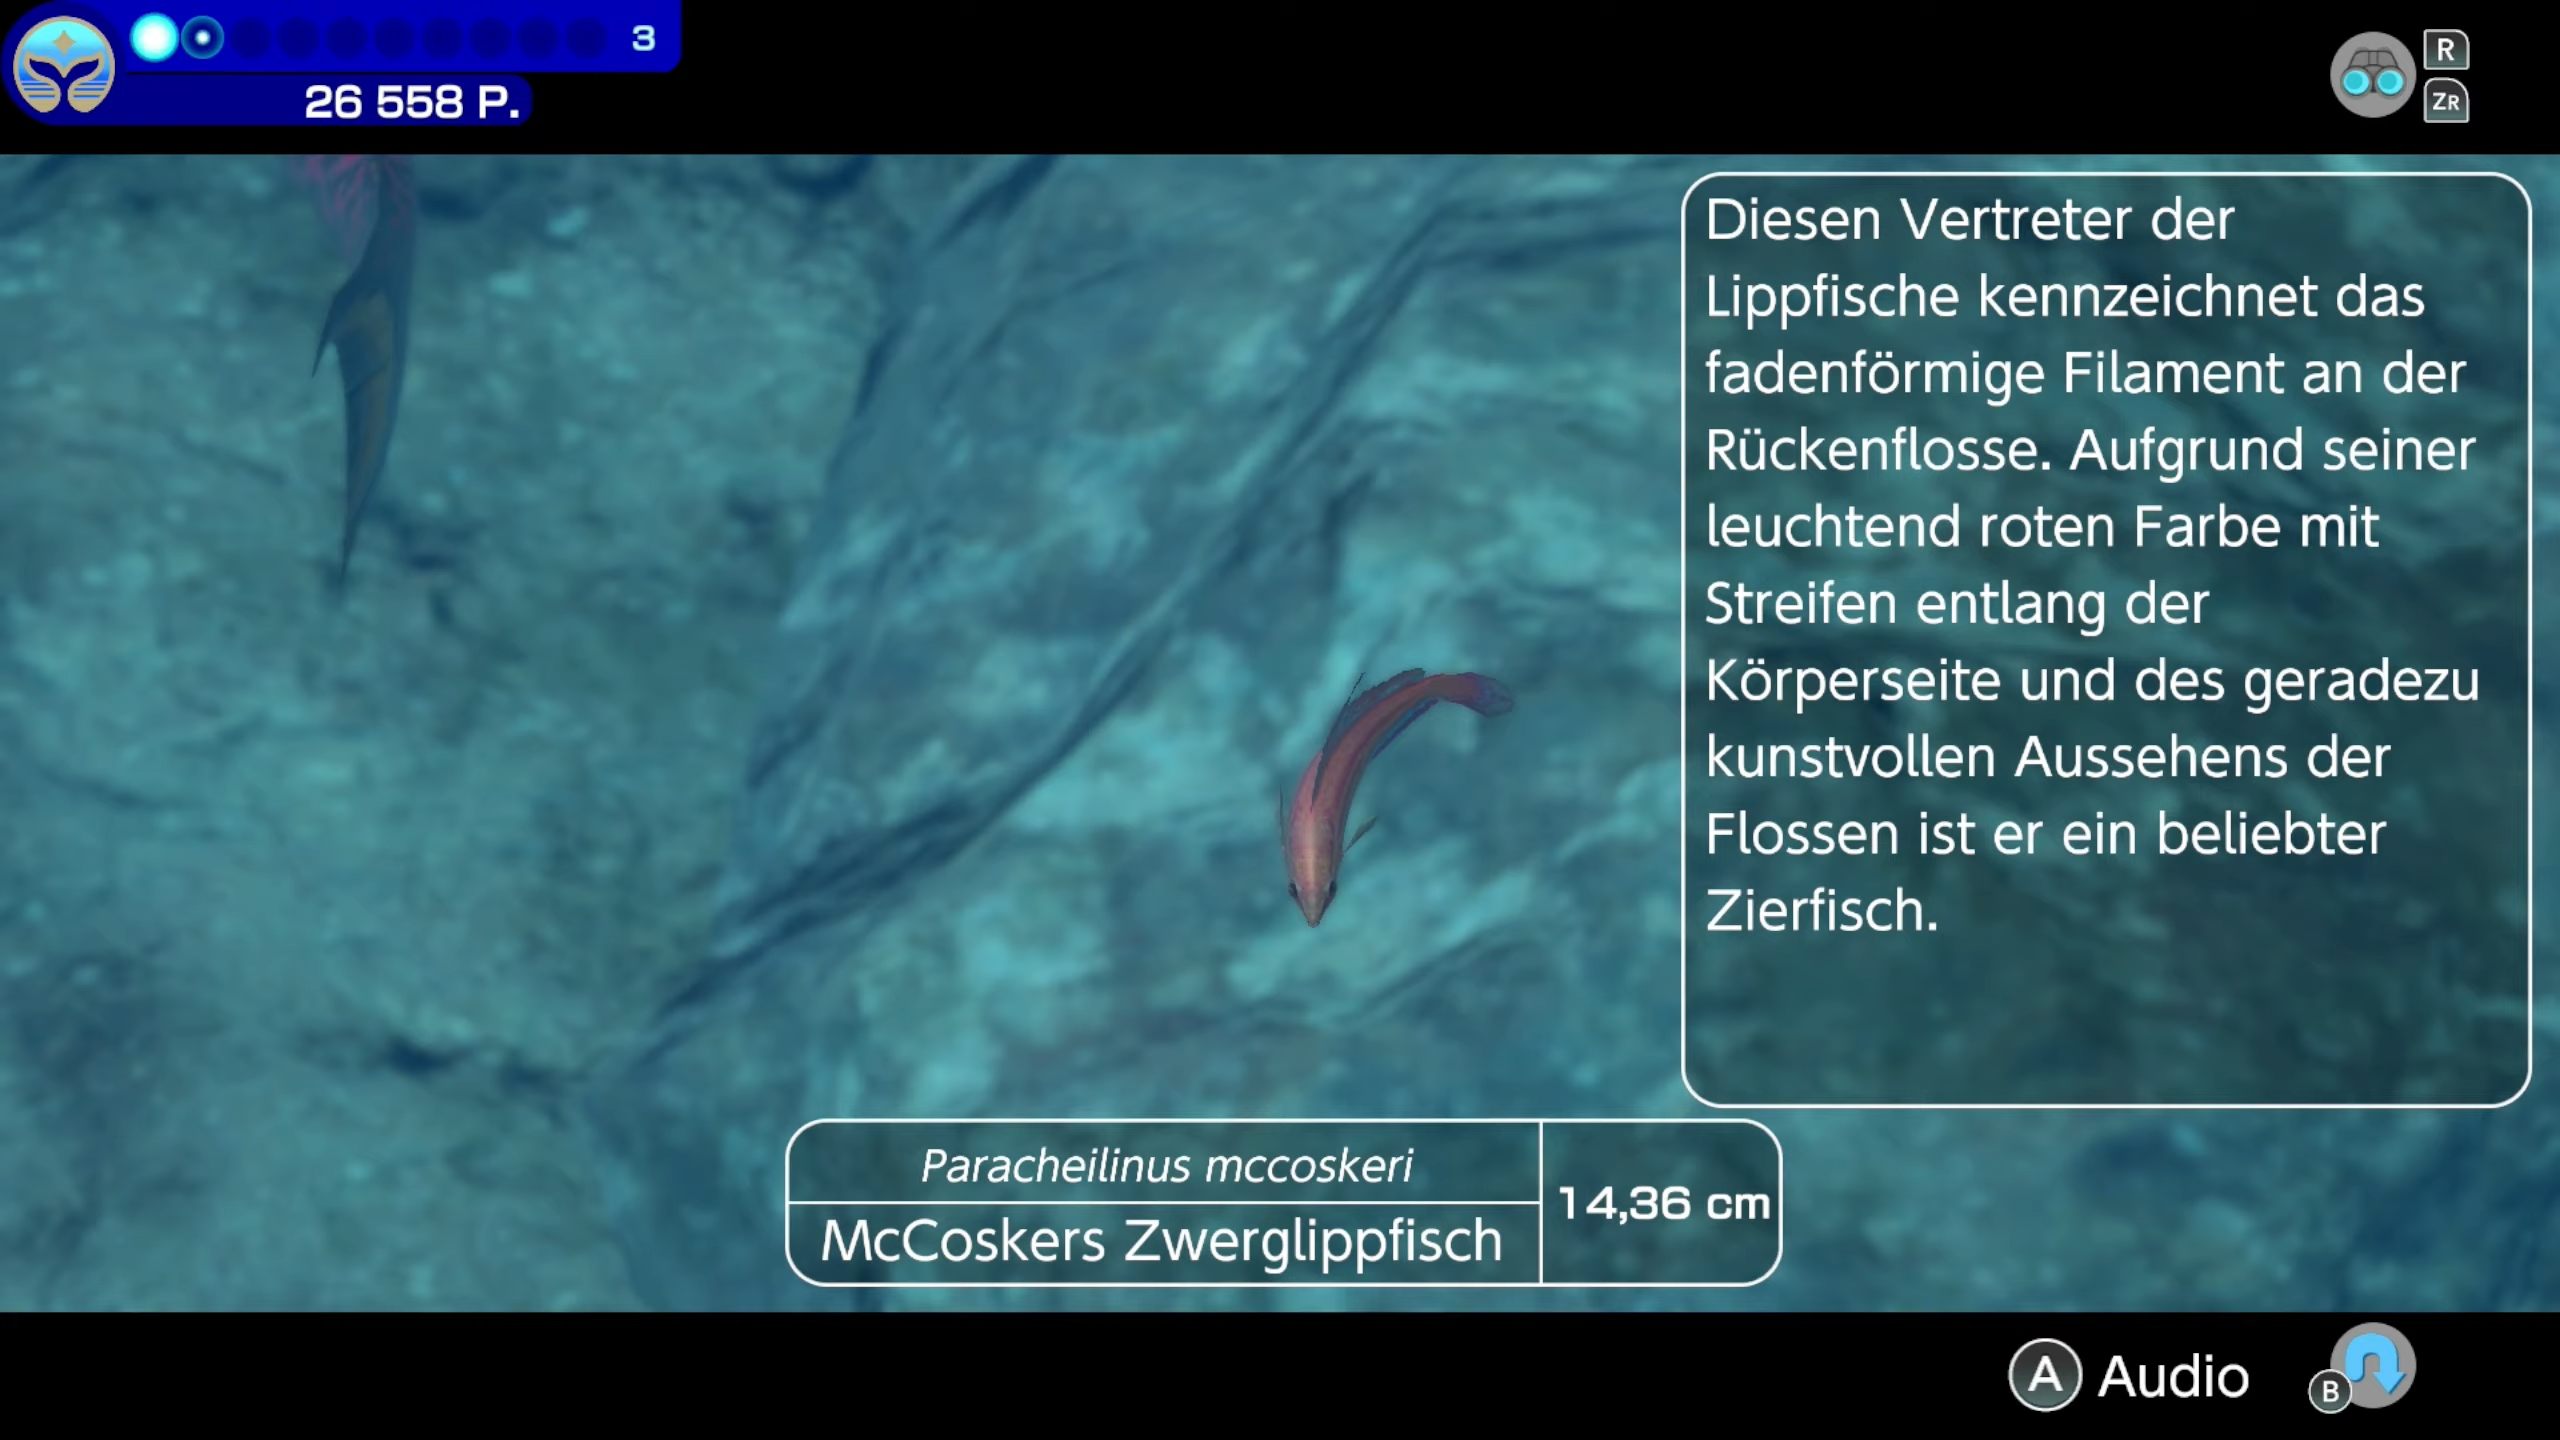 3
26 558 P.
R
ZR
Diesen Vertreter der
Lippfische kennzeichnet das
fadenförmige Filament an der
Rückenflosse. Aufgrund seiner
leuchtend roten Farbe mit
Streifen entlang der
Körperseite und des geradezu
kunstvollen Aussehens der
Flossen ist er ein beliebter
Zierfisch.
Paracheilinus mccoskeri
McCoskers Zwerglippfisch
14,36 cm
A Audio
B